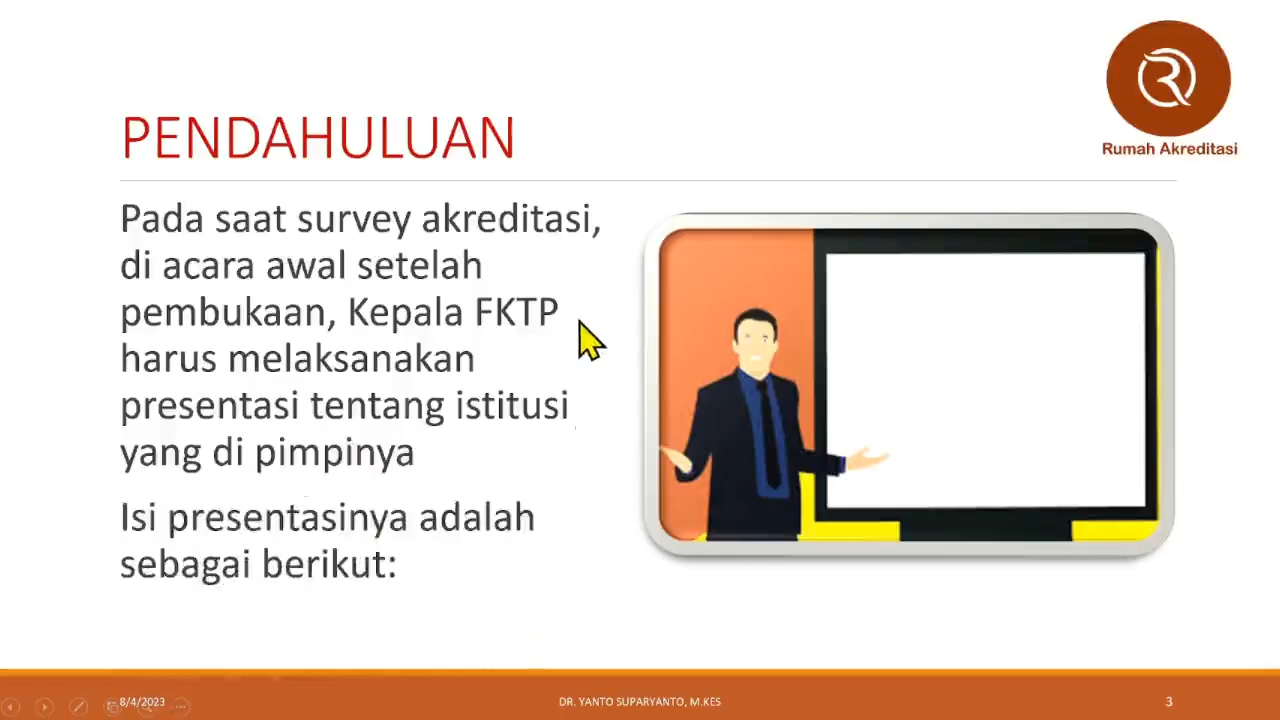 Rumah Akreditasi
PENDAHULUAN
Pada saat survey akreditasi,
di acara awal setelah
pembukaan, Kepala FKTP
harus melaksanakan
presentasi tentang istitusi
yang di pimpinya
Isi presentasinya adalah
sebagai berikut:
8/4/2023
DR. YANTO SUPARYANTO, M.KES
3